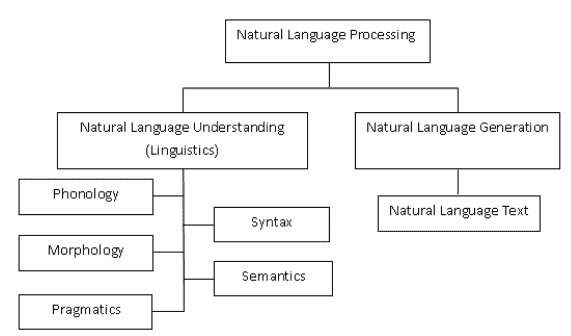 Natural Language Processing
Natural Language Understanding
(Linguistics)
Natural Language Generation
Phonology
Natural Language Text
Syntax
Morphology
Semantics
Pragmatics